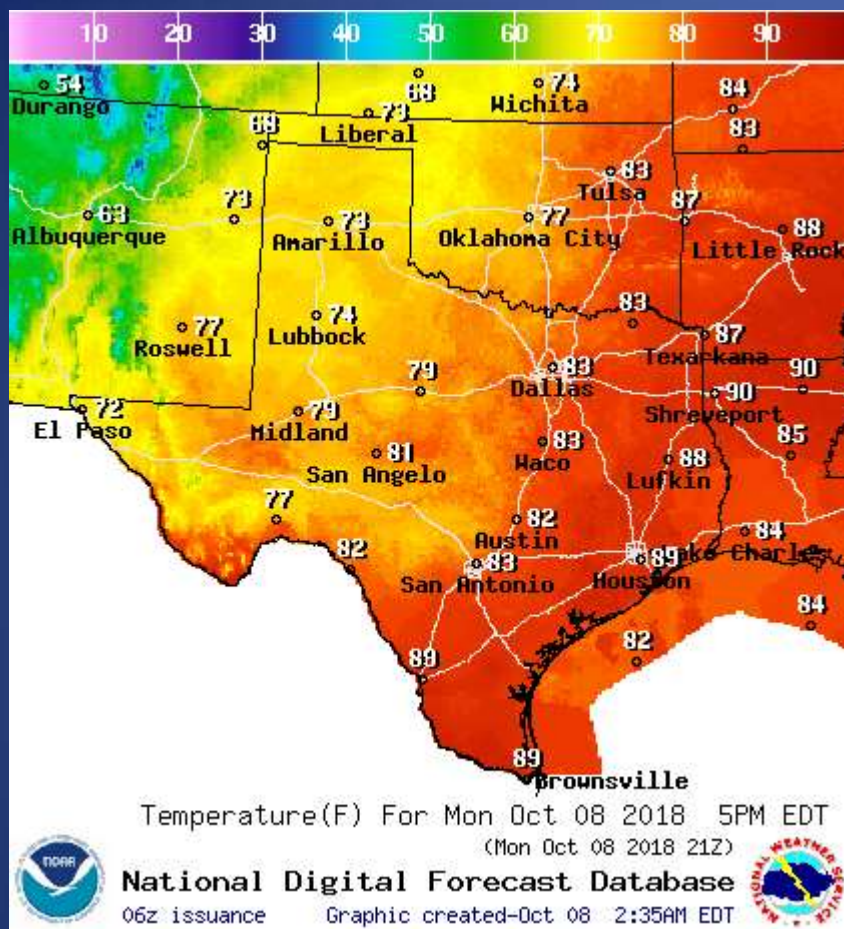 10 20 30 40 50 60 70 80 90
54
Durango
68
74
Wichita
84
73
Liberal
68
83
83
Tulsa
63
Albuquerque
73
73
Amarillo
77
Oklahoma City
87
88
Little Rock
77
Roswell
74
Lubbock
83
87
Texarkana
79
83
Dallas
90
90
Shreveport
72
El Paso
79
Midland
81
San Angelo
83
Waco
88
Lufkin
85
77
82
Austin
84
Charles
82
83
San Antonio
89
Houston
84
82
89
89
Brownsville
Temperature(F) For Mon Oct 08 2018 5PM EDT
(Mon Oct 08 2018 21Z)
NOAA
National Digital Forecast Database
06z issuance Graphic created-Oct 08 2:35AM EDT
NATIONAL WEATHER SERVICE